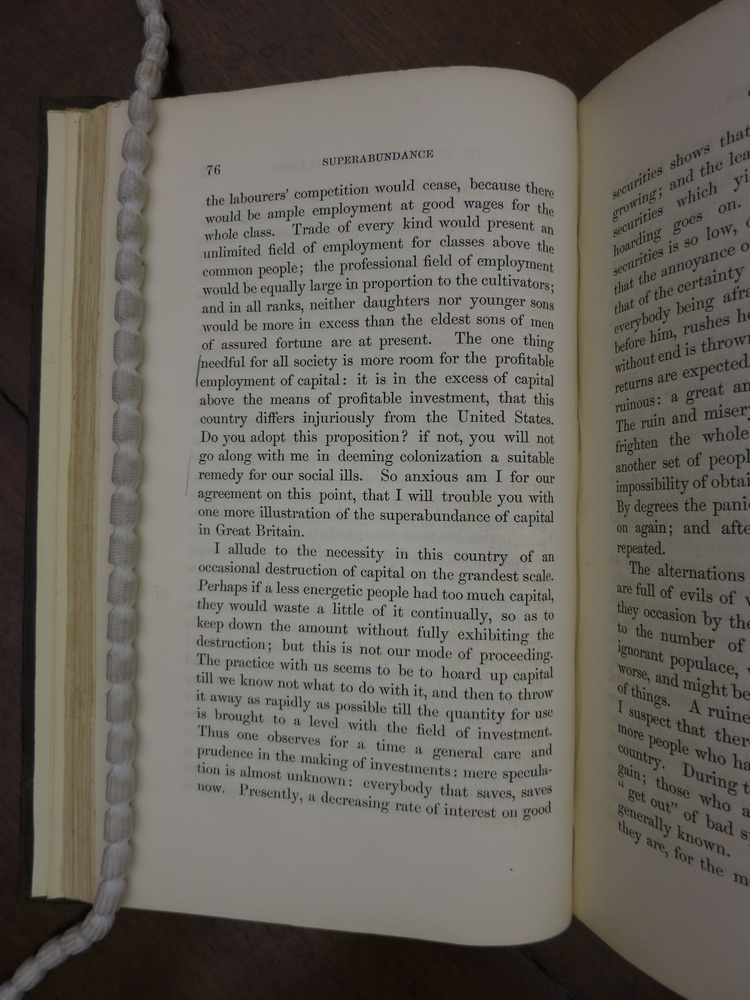 76
SUPERABUNDANCE
the labourers' competition would cease, because there
would be ample employment at good wages for the
whole class. Trade of every kind would present an
unlimited field of employment for classes above the
common people; the professional field of employment
would be equally large in proportion to the cultivators;
and in all ranks, neither daughters nor younger sons
would be more in excess than the eldest sons of men
of assured fortune are at present. The one thing
needful for all society is more room for the profitable
employment of capital: it is in the excess of capital
above the means of profitable investment, that this
country differs injuriously from the United States.
Do you adopt this proposition? if not, you will not
go along with me in deeming colonization a suitable
remedy for our social ills. So anxious am I for our
agreement on this point, that I will trouble you with
one more illustration of the superabundance of capital
in Great Britain.
I allude to the necessity in this country of an
occasional destruction of capital on the grandest scale.
Perhaps if a less energetic people had too much capital,
they would waste a little of it continually, so as to
keep down the amount without fully exhibiting the
destruction; but this is not our mode of proceeding.
The practice with us seems to be to hoard up capital
till we know not what to do with it, and then to throw
it away as rapidly as possible till the quantity for use
is brought to a level with the field of investment.
Thus one observes for a time a general care and
prudence in the making of investments: mere specula-
tion is almost unknown: everybody that saves, saves
now. Presently, a decreasing rate of interest on good
securities shows that
growing; and the
securities which
hoarding goes on.
securities is so low,
that the annoyance
that of the certainty
everybody being
before him, rushes
without end is
returns are expected
ruinous: a great
The ruin and
frighten the whole
another set of
impossibility of
By degrees the
on again; and
repeated.
The alternations
are full of evils of
they occasion by the
to the number of
ignorant populace,
worse, and might be
of things. A
I suspect that
more people who
country. During
gain; those who
"get out" of bad
generally known.
they are, for the